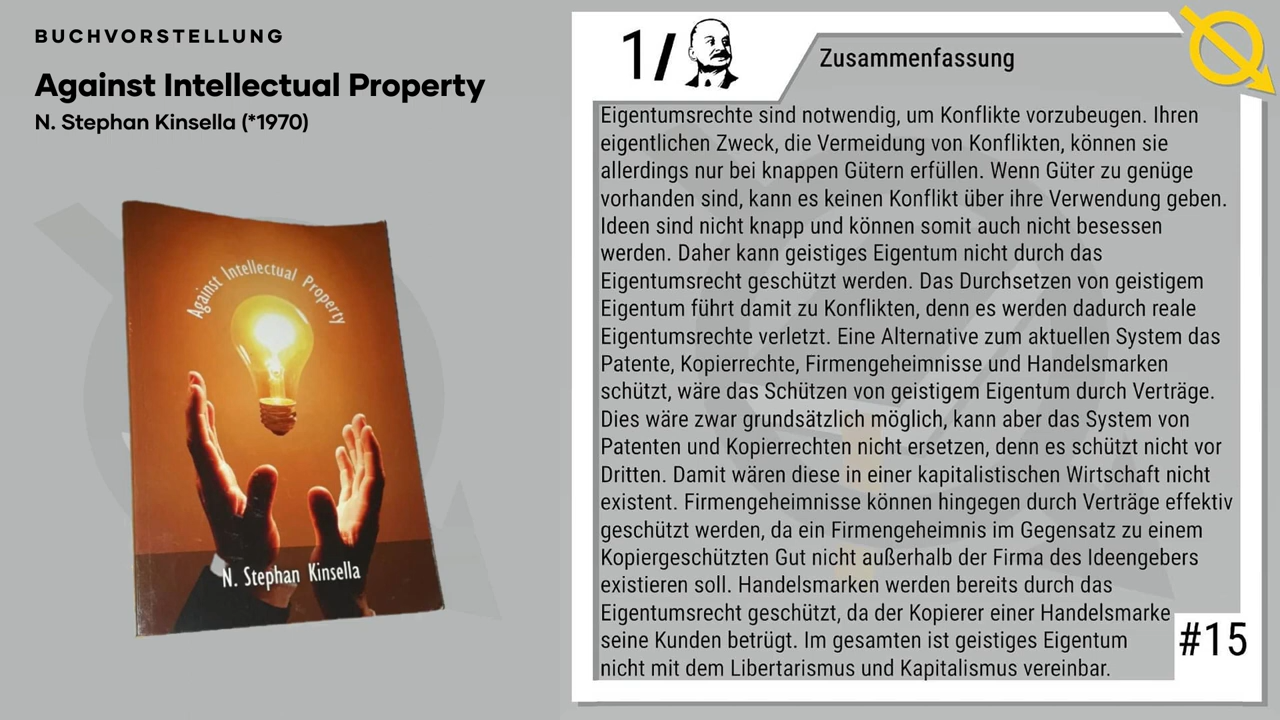 BUCHVORSTELLUNG
Against Intellectual Property
N. Stephan Kinsella (*1970)
Against Intellectual Property
N. Stephan Kinsella
1/
Zusammenfassung
Eigentumsrechte sind notwendig, um Konflikte vorzubeugen. Ihren
eigentlichen Zweck, die Vermeidung von Konflikten, können sie
allerdings nur bei knappen Gütern erfüllen. Wenn Güter zu genüge
vorhanden sind, kann es keinen Konflikt über ihre Verwendung geben.
Ideen sind nicht knapp und können somit auch nicht besessen
werden. Daher kann geistiges Eigentum nicht durch das
Eigentumsrecht geschützt werden. Das Durchsetzen von geistigem
Eigentum führt damit zu Konflikten, denn es werden dadurch reale
Eigentumsrechte verletzt. Eine Alternative zum aktuellen System das
Patente, Kopierrechte, Firmengeheimnisse und Handelsmarken
schützt, wäre das Schützen von geistigem Eigentum durch Verträge.
Dies wäre zwar grundsätzlich möglich, kann aber das System von
Patenten und Kopierrechten nicht ersetzen, denn es schützt nicht vor
Dritten. Damit wären diese in einer kapitalistischen Wirtschaft nicht
existent. Firmengeheimnisse können hingegen durch Verträge effektiv
geschützt werden, da ein Firmengeheimnis im Gegensatz zu einem
Kopiergeschützten Gut nicht außerhalb der Firma des Ideengebers
existieren soll. Handelsmarken werden bereits durch das
Eigentumsrecht geschützt, da der Kopierer einer Handelsmarke
seine Kunden betrügt. Im gesamten ist geistiges Eigentum
nicht mit dem Libertarismus und Kapitalismus vereinbar.
#15